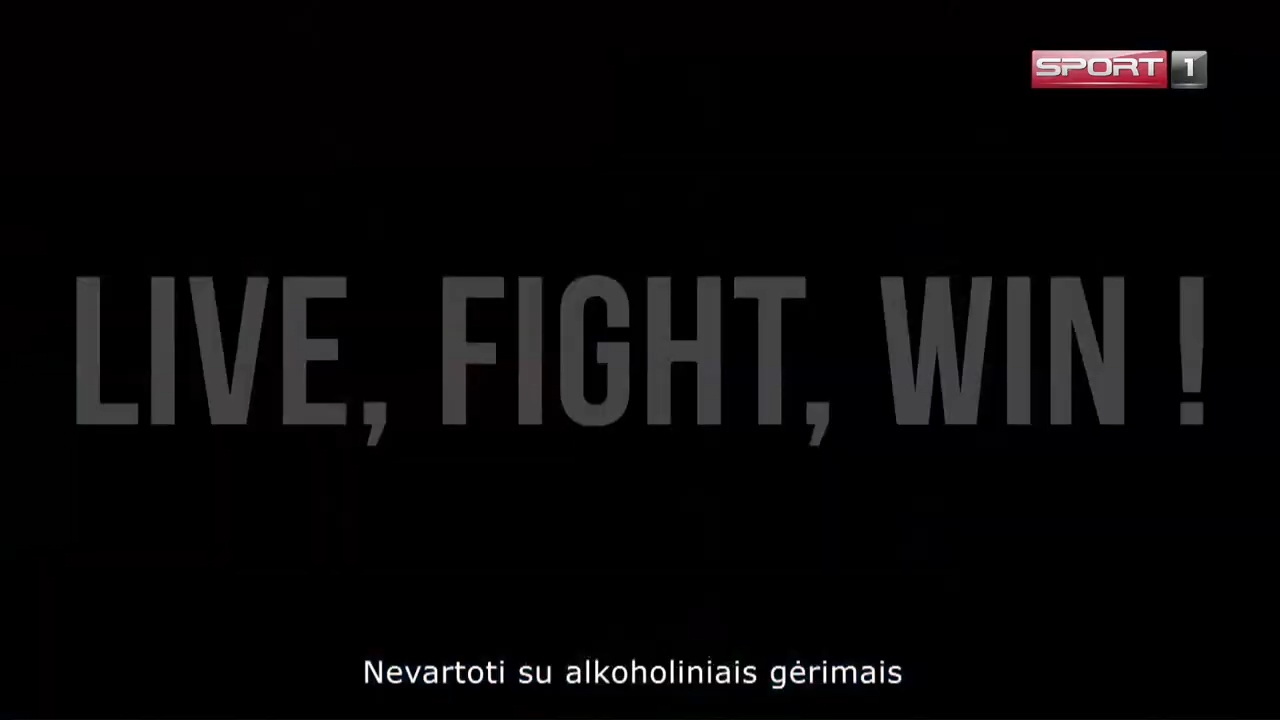 SPORT 1
LIVE, FIGHT, WIN !
Nevartoti su alkoholiniais gėrimais